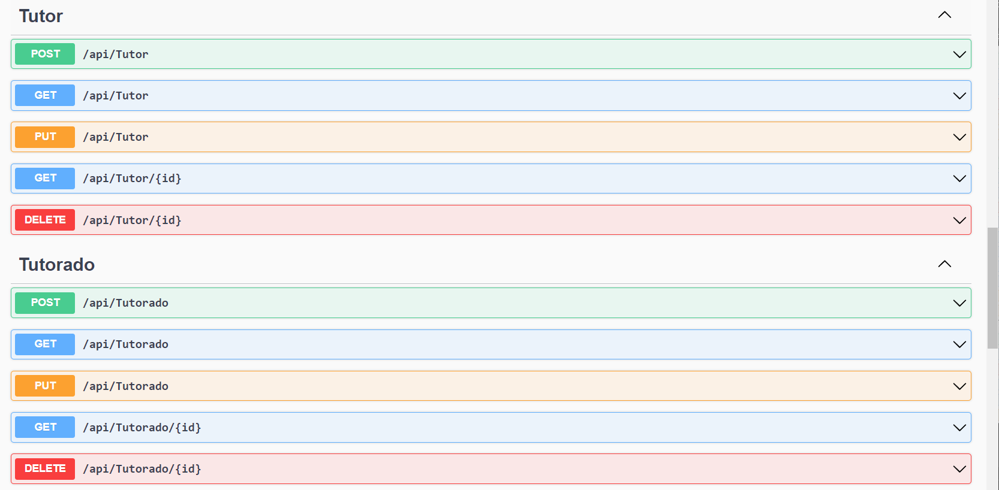 Tutor
POST /api/Tutor
GET /api/Tutor
PUT /api/Tutor
GET /api/Tutor/{id}
DELETE /api/Tutor/{id}
Tutorado
POST /api/Tutorado
GET /api/Tutorado
PUT /api/Tutorado
GET /api/Tutorado/{id}
DELETE /api/Tutorado/{id}